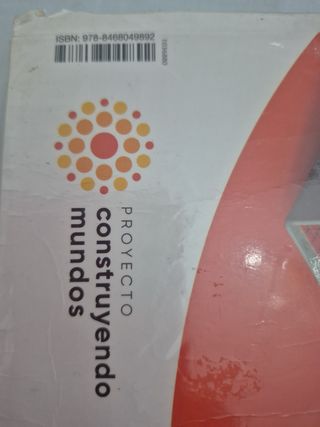 ISBN: 978-8468049892
PROYECTO
construyendo
mundos